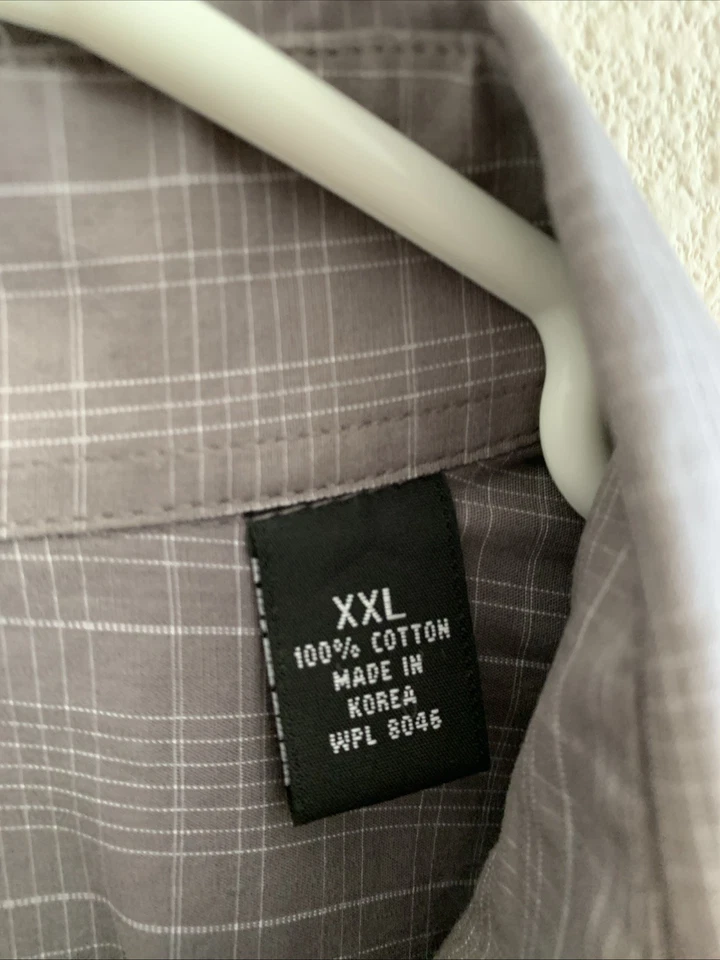 XXL
100% COTTON
MADE IN
KOREA
WPL 8046